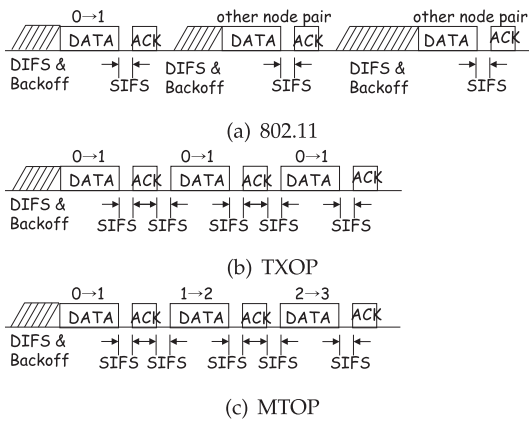 0→1 other node pair other node pair
DATA ACK DATA ACK DATA ACK
DIFS & Backoff SIFS DIFS & Backoff SIFS DIFS & Backoff SIFS
(a) 802.11
0→1 0→1 0→1
DATA ACK DATA ACK DATA ACK
DIFS & Backoff SIFS SIFS SIFS SIFS SIFS
(b) TXOP
0→1 1→2 2→3
DATA ACK DATA ACK DATA ACK
DIFS & Backoff SIFS SIFS SIFS SIFS SIFS
(c) MTOP